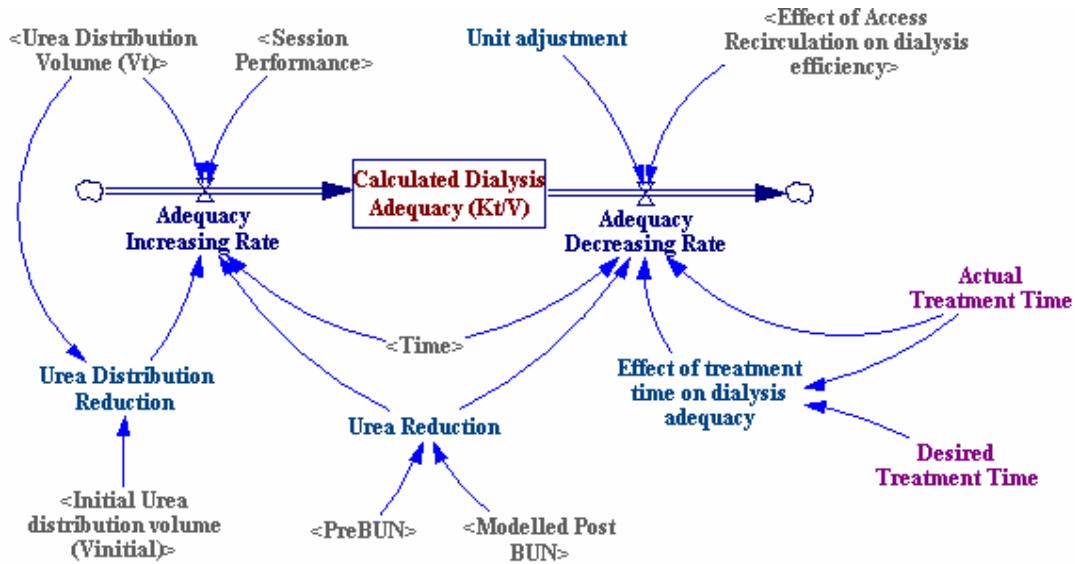 <Urea Distribution
Volume (Vt)>
<Session
Performance>
Unit adjustment
<Effect of Access
Recirculation on dialysis
efficiency>
Calculated Dialysis
Adequacy (Kt/V)
Adequacy
Increasing Rate
Adequacy
Decreasing Rate
Actual
Treatment Time
<Time>
Urea Distribution
Reduction
Effect of treatment
time on dialysis
adequacy
Urea Reduction
Desired
Treatment Time
<Initial Urea
distribution volume
(Vinitial)>
<PreBUN>
<Modelled Post
BUN>